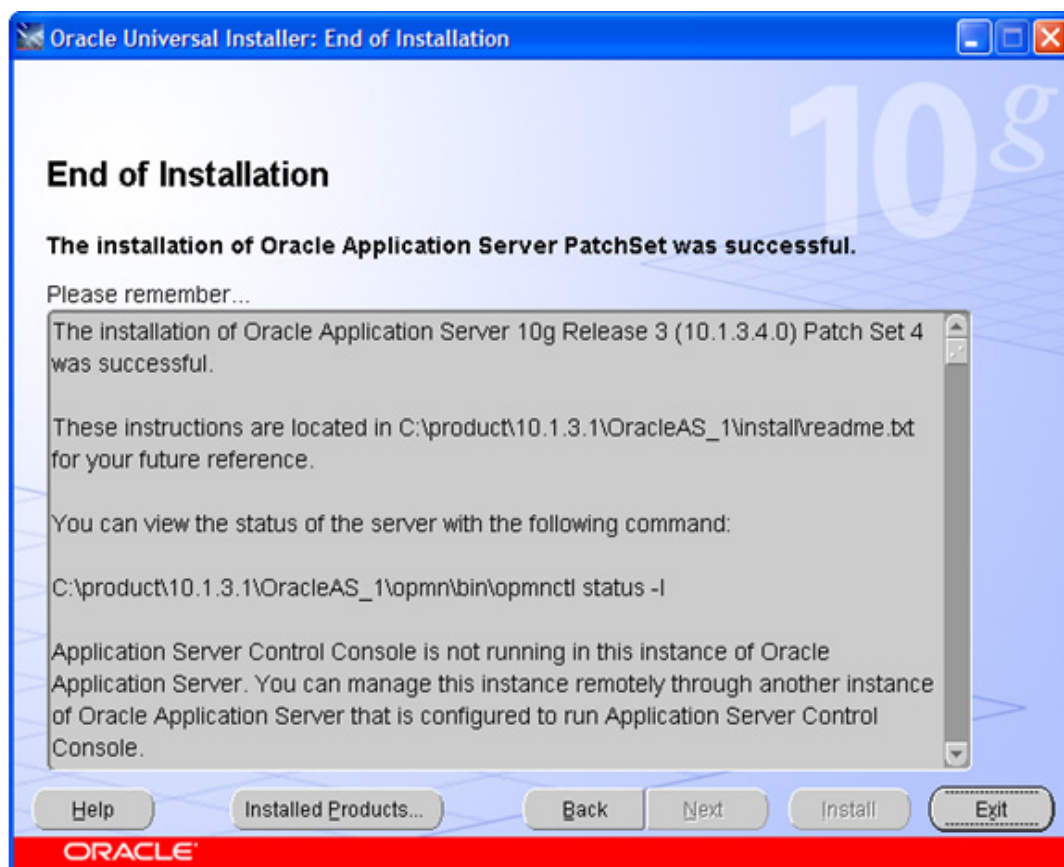 Oracle Universal Installer: End of Installation
10g
End of Installation
The installation of Oracle Application Server PatchSet was successful.
Please remember...
The installation of Oracle Application Server 10g Release 3 (10.1.3.4.0) Patch Set 4
was successful.
These instructions are located in C:\product\10.1.3.1\OracleAS_1\install\readme.txt
for your future reference.
You can view the status of the server with the following command:
C:\product\10.1.3.1\OracleAS_1\opmn\bin\opmnctl status -l
Application Server Control Console is not running in this instance of Oracle
Application Server. You can manage this instance remotely through another instance
of Oracle Application Server that is configured to run Application Server Control
Console.
Help Installed Products... Back Next Install Exit
ORACLE